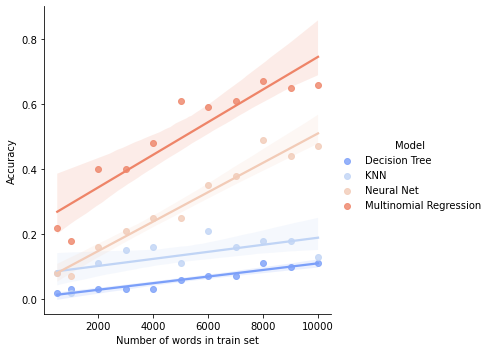 0.8
0.6
0.4
0.2
0.0
Accuracy
2000 4000 6000 8000 10000
Number of words in train set
Model
Decision Tree
KNN
Neural Net
Multinomial Regression